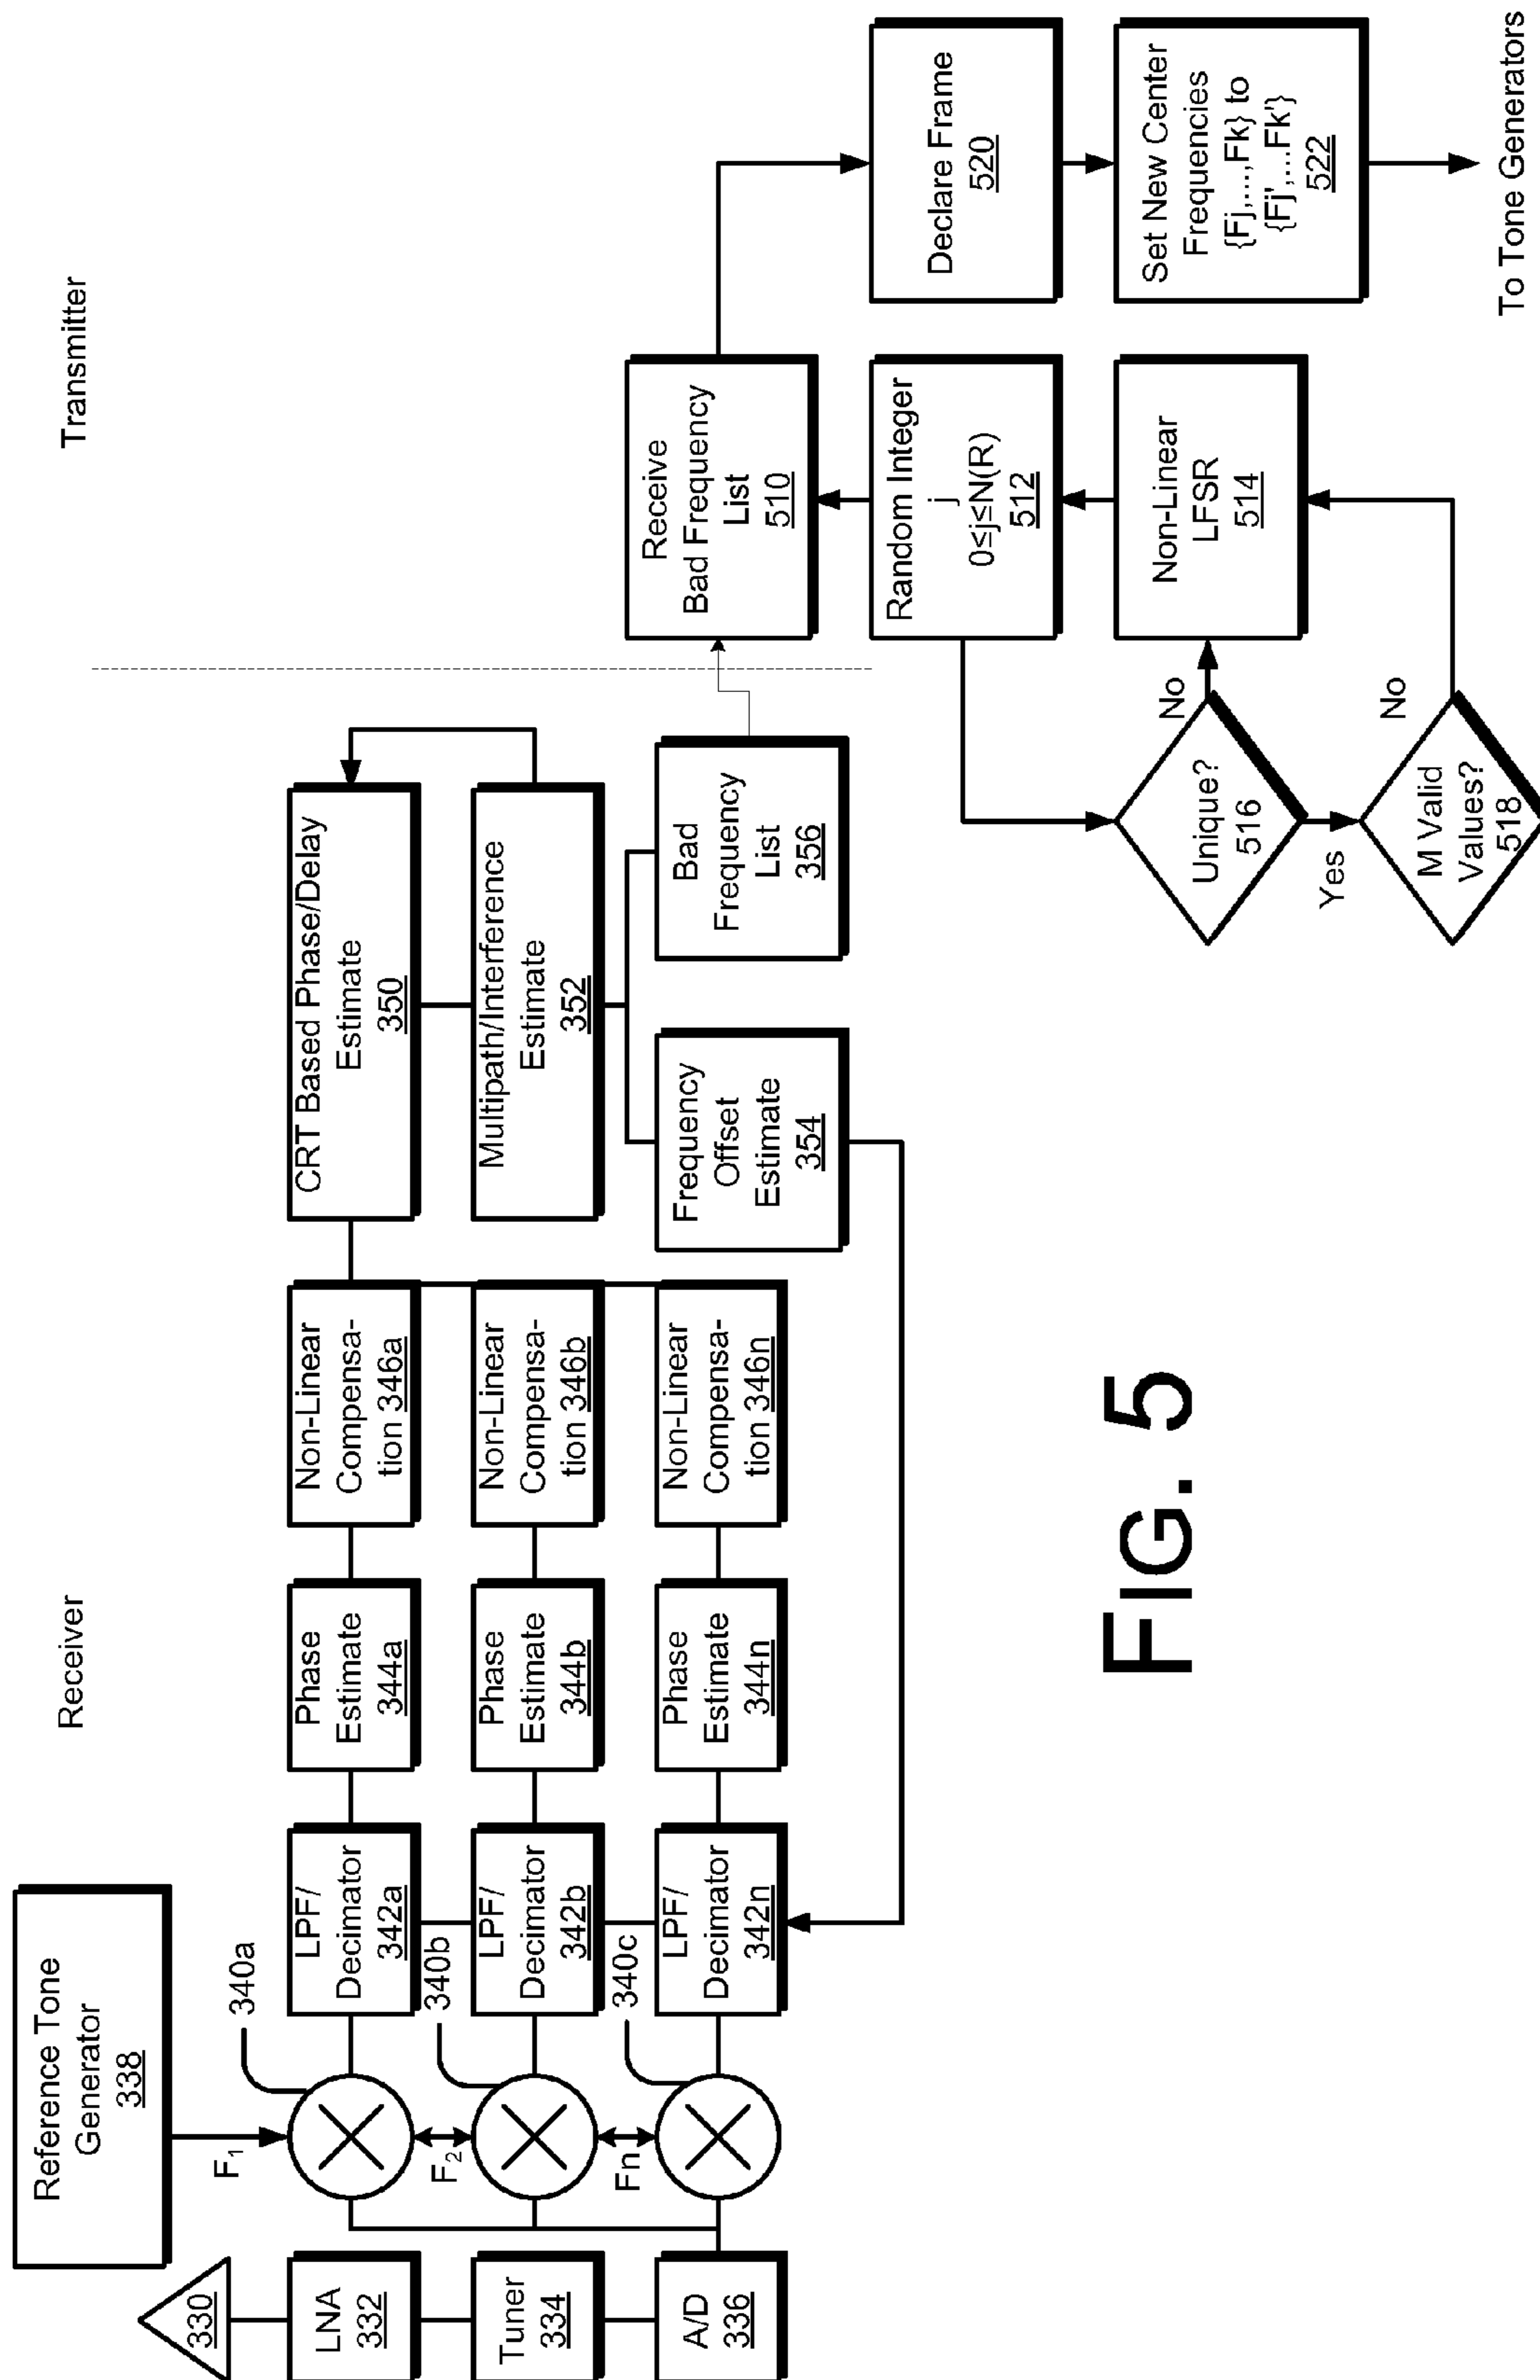 Receiver
Transmitter
Reference Tone
Generator
338
330
LNA
332
Tuner
334
A/D
336
F1
F2
Fn
340a
340b
340c
LPF/
Decimator
342a
LPF/
Decimator
342b
LPF/
Decimator
342n
Phase
Estimate
344a
Phase
Estimate
344b
Phase
Estimate
344n
Non-Linear
Compensa-
tion 346a
Non-Linear
Compensa-
tion 346b
Non-Linear
Compensa-
tion 346n
CRT Based Phase/Delay
Estimate
350
Multipath/Interference
Estimate
352
Frequency
Offset
Estimate
354
Bad
Frequency
List
356
Receive
Bad Frequency
List
510
Random Integer
j
0≤j≤N(R)
512
Non-Linear
LFSR
514
Unique?
516
No
Yes
M Valid
Values?
518
No
Declare Frame
520
Set New Center
Frequencies
{Fj,...,Fk} to
{Fj',...Fk'}
522
To Tone Generators
FIG. 5